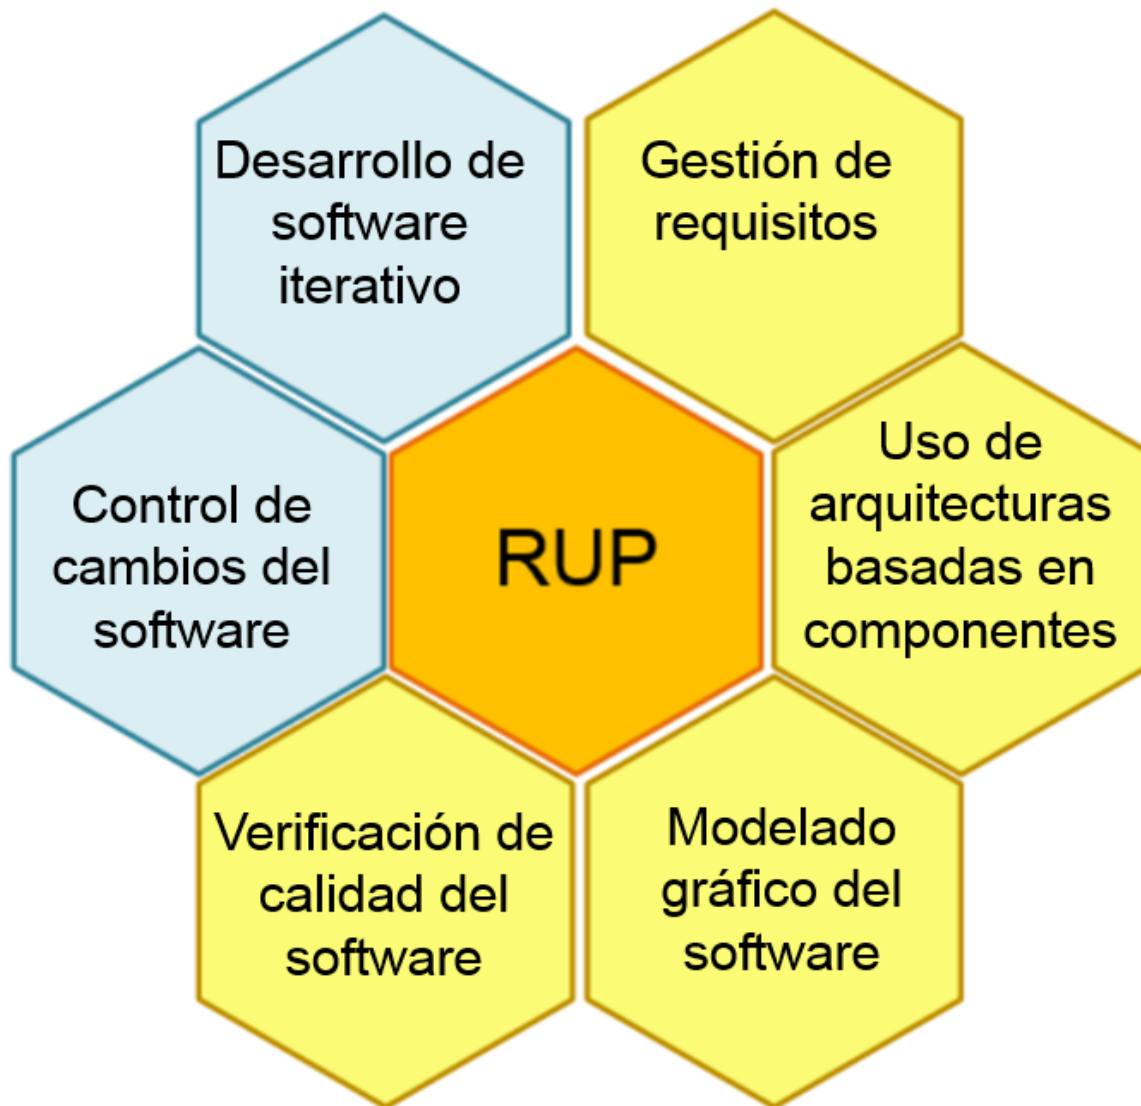 Desarrollo de
software
iterativo
Gestión de
requisitos
Uso de
arquitecturas
basadas en
componentes
Control de
cambios del
software
RUP
Verificación de
calidad del
software
Modelado
gráfico del
software